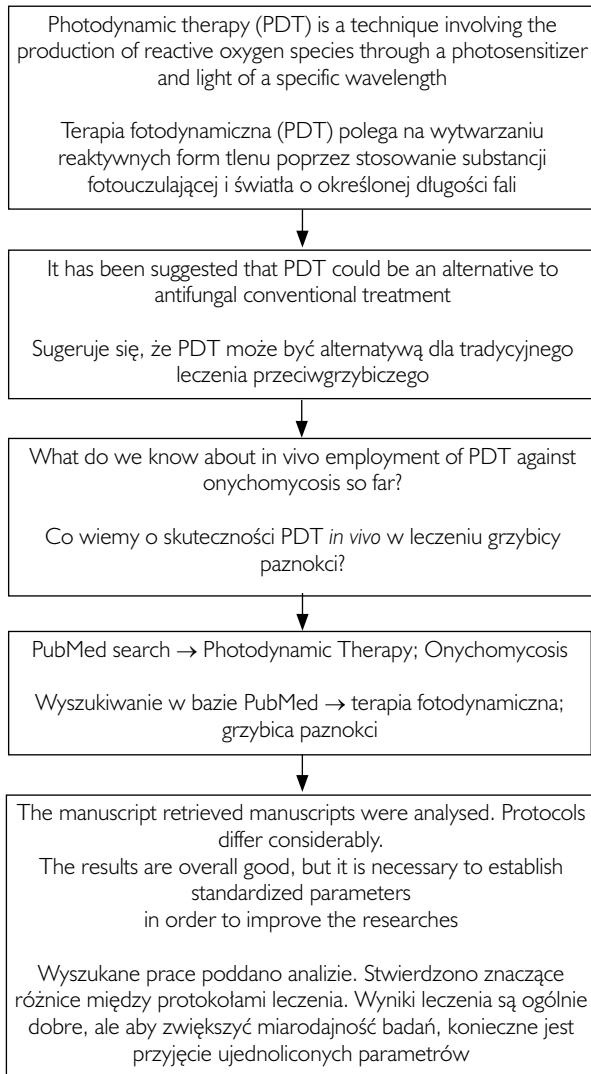 Photodynamic therapy (PDT) is a technique involving the
production of reactive oxygen species through a photosensitizer
and light of a specific wavelength
Terapia fotodynamiczna (PDT) polega na wytwarzaniu
reaktywnych form tlenu poprzez stosowanie substancji
fotouczulającej i światła o określonej długości fali
It has been suggested that PDT could be an alternative to
antifungal conventional treatment
Sugeruje się, że PDT może być alternatywą dla tradycyjnego
leczenia przeciwgrzybiczego
What do we know about in vivo employment of PDT against
onychomycosis so far?
Co wiemy o skuteczności PDT in vivo w leczeniu grzybicy
paznokci?
PubMed search → Photodynamic Therapy; Onychomycosis
Wyszukiwanie w bazie PubMed → terapia fotodynamiczna;
grzybica paznokci
The manuscript retrieved manuscripts were analysed. Protocols
differ considerably.
The results are overall good, but it is necessary to establish
standardized parameters
in order to improve the researches
Wyszukane prace poddano analizie. Stwierdzono znaczące
różnice między protokołami leczenia. Wyniki leczenia są ogólnie
dobre, ale aby zwiększyć miarodajność badań, konieczne jest
przyjęcie ujednoliconych parametrów